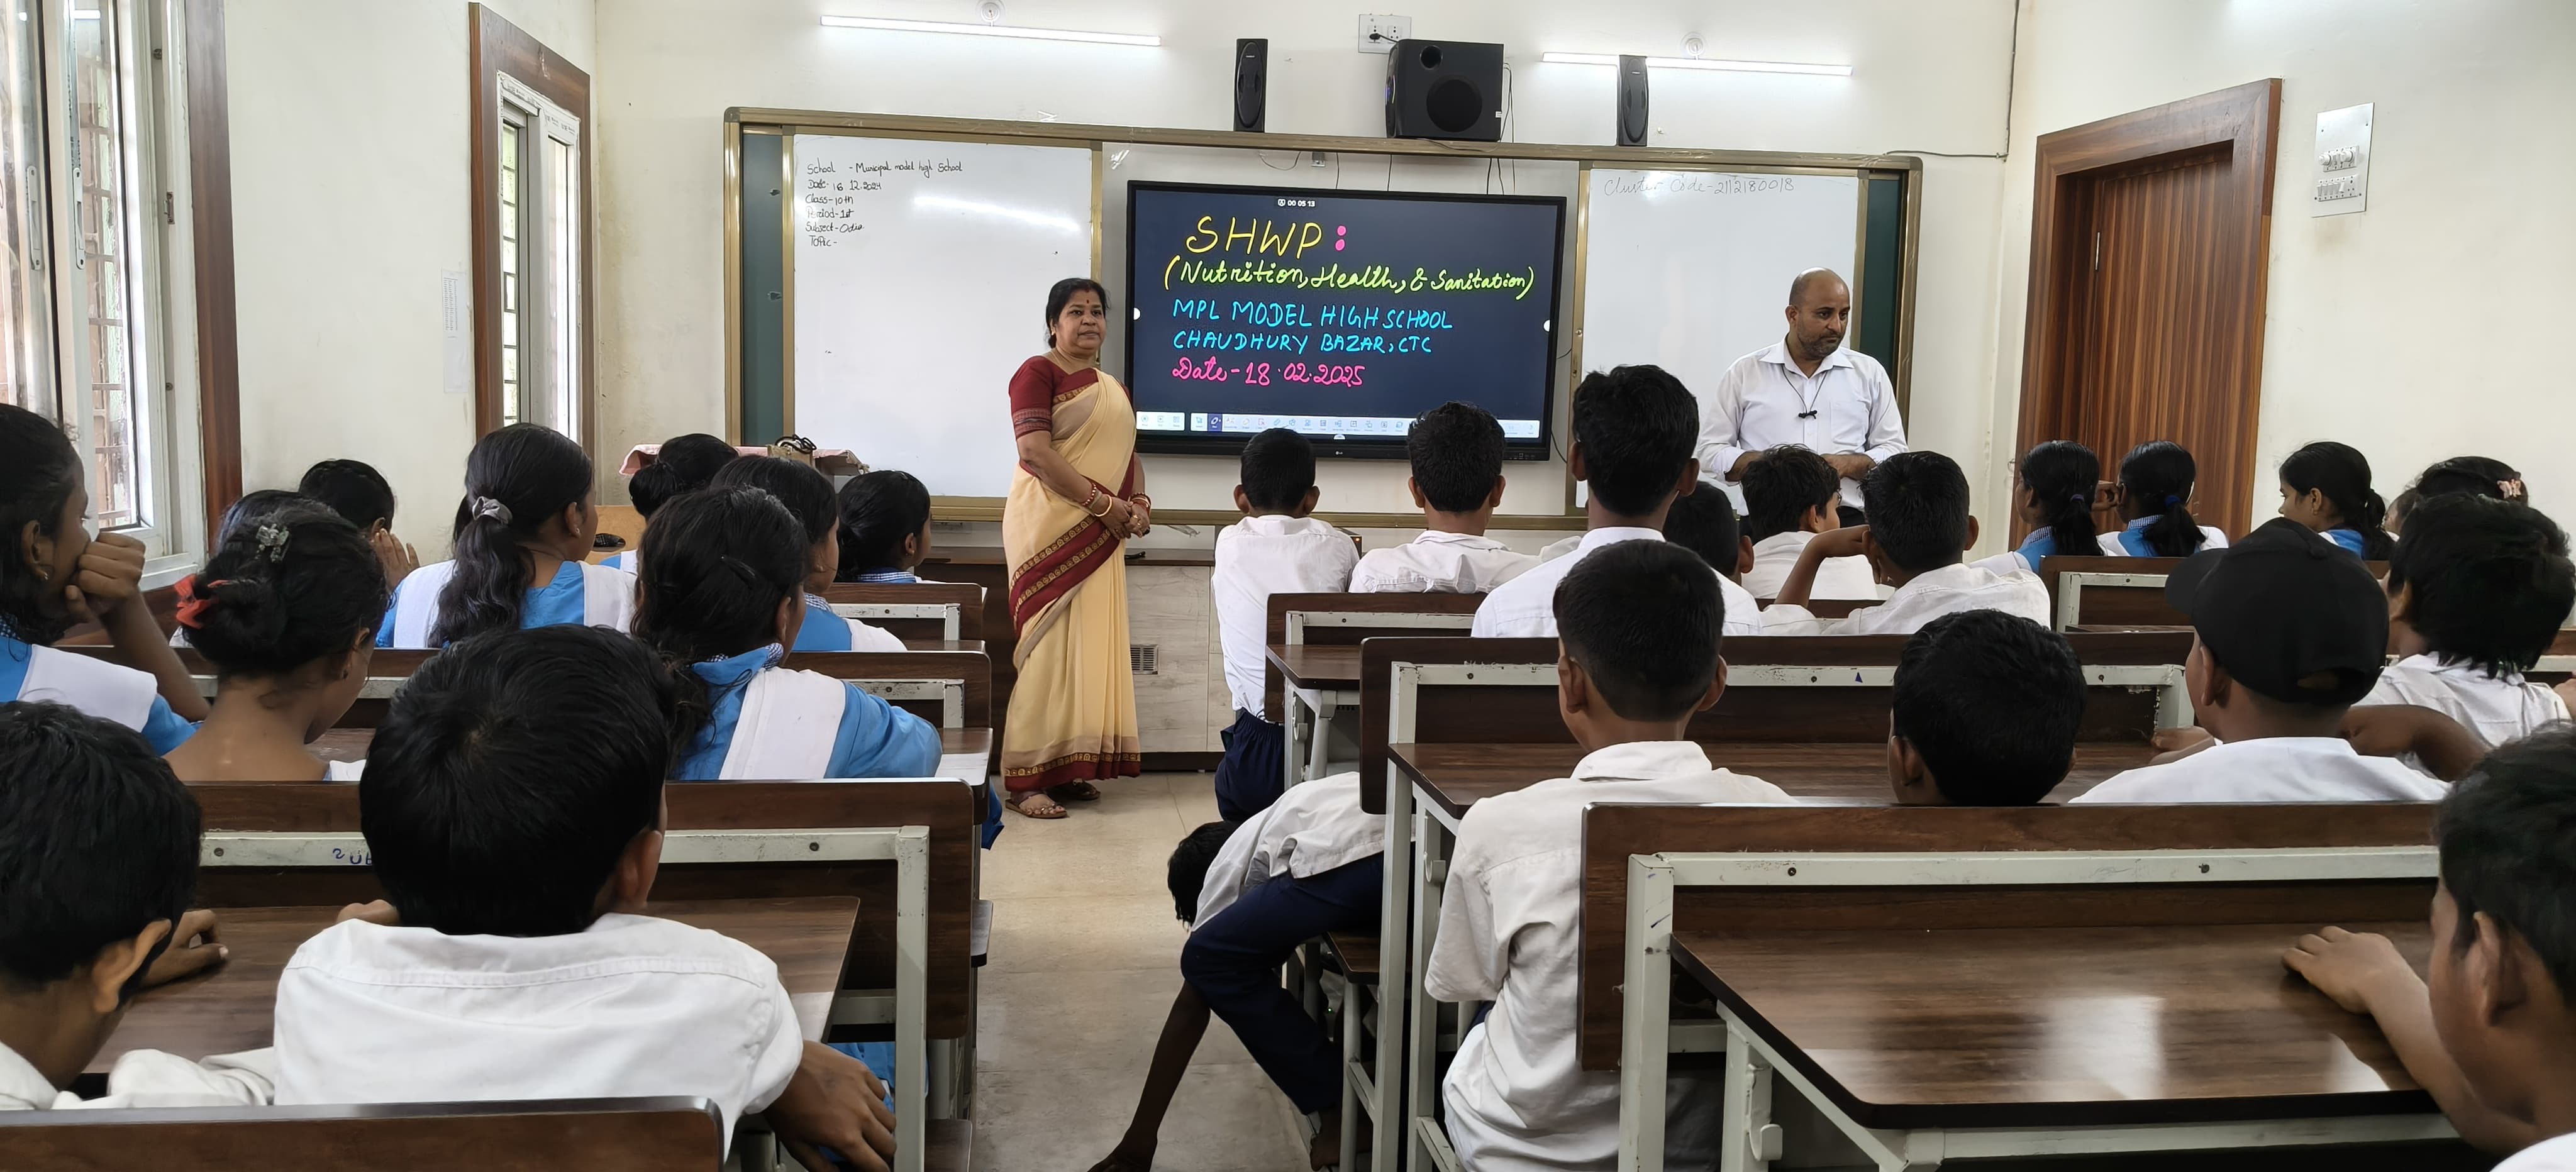 School - Municipal model high School
Date- 16.12.2024
Class-10th
Period-1st
Subject-Odia
Topic-
00 05 13
SHWP:
(Nutrition, Health, & Sanitation)
MPL MODEL HIGH SCHOOL
CHAUDHURY BAZAR, CTC
Date-18.02.2025
LG
Cluster Code-2112180018